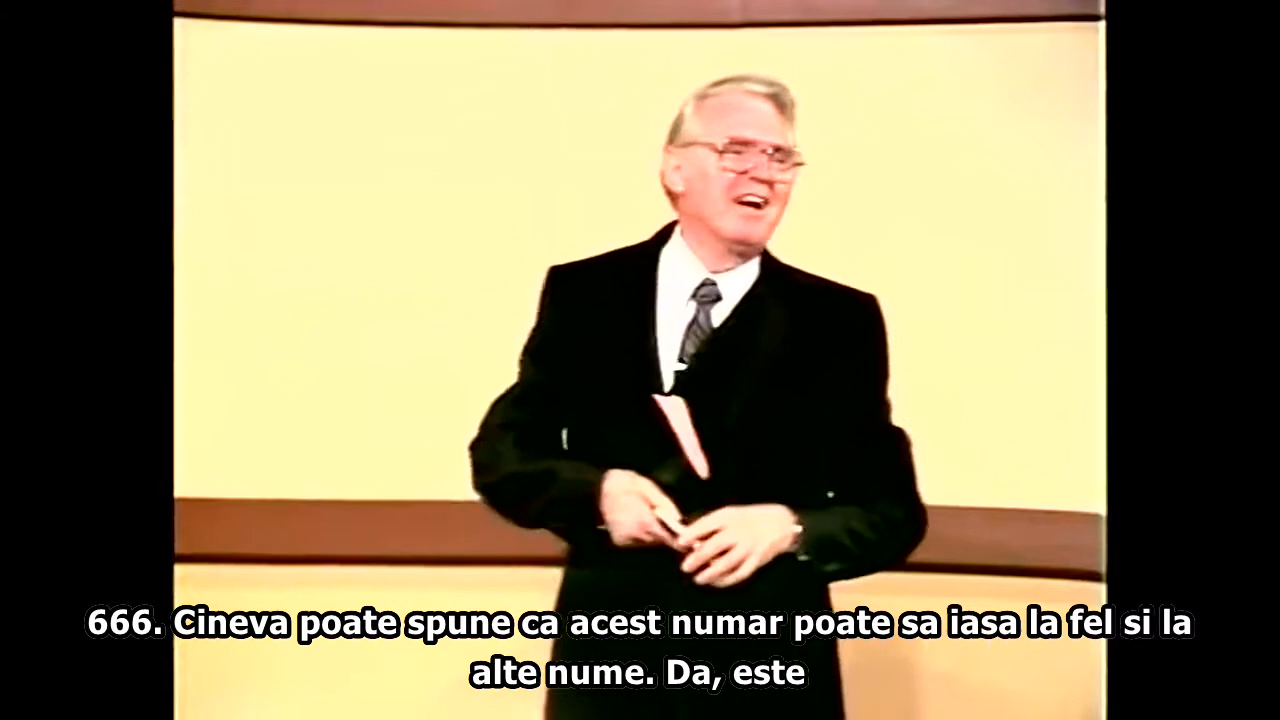 666. Cineva poate spune ca acest numar poate sa iasa la fel si la
alte nume. Da, este